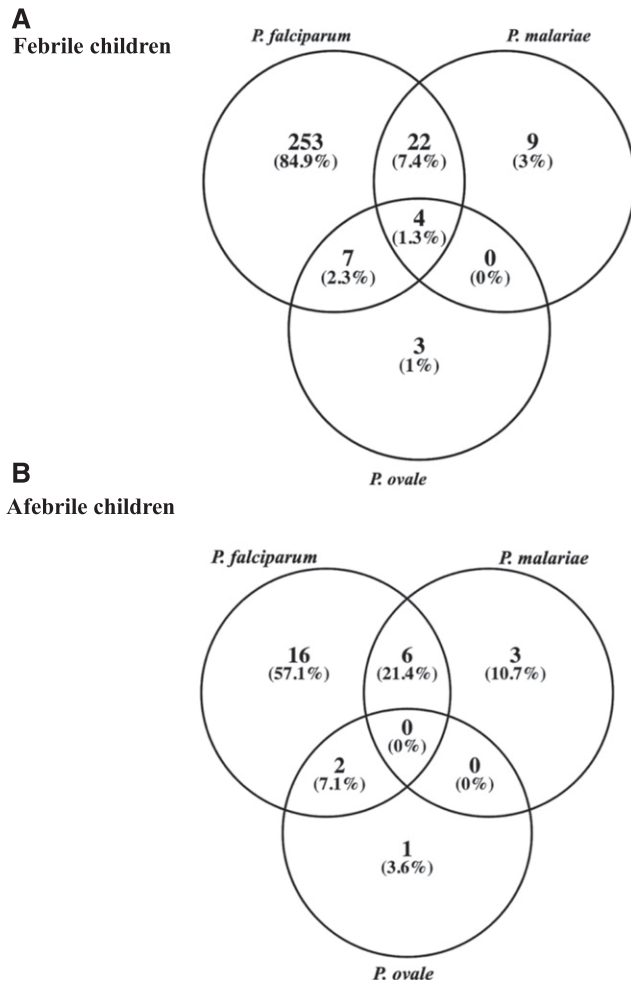 A
Febrile children
P. falciparum
P. malariae
253
(84.9%)
22
(7.4%)
9
(3%)
4
(1.3%)
7
(2.3%)
0
(0%)
3
(1%)
P. ovale
B
Afebrile children
P. falciparum
P. malariae
16
(57.1%)
6
(21.4%)
3
(10.7%)
0
(0%)
2
(7.1%)
0
(0%)
1
(3.6%)
P. ovale